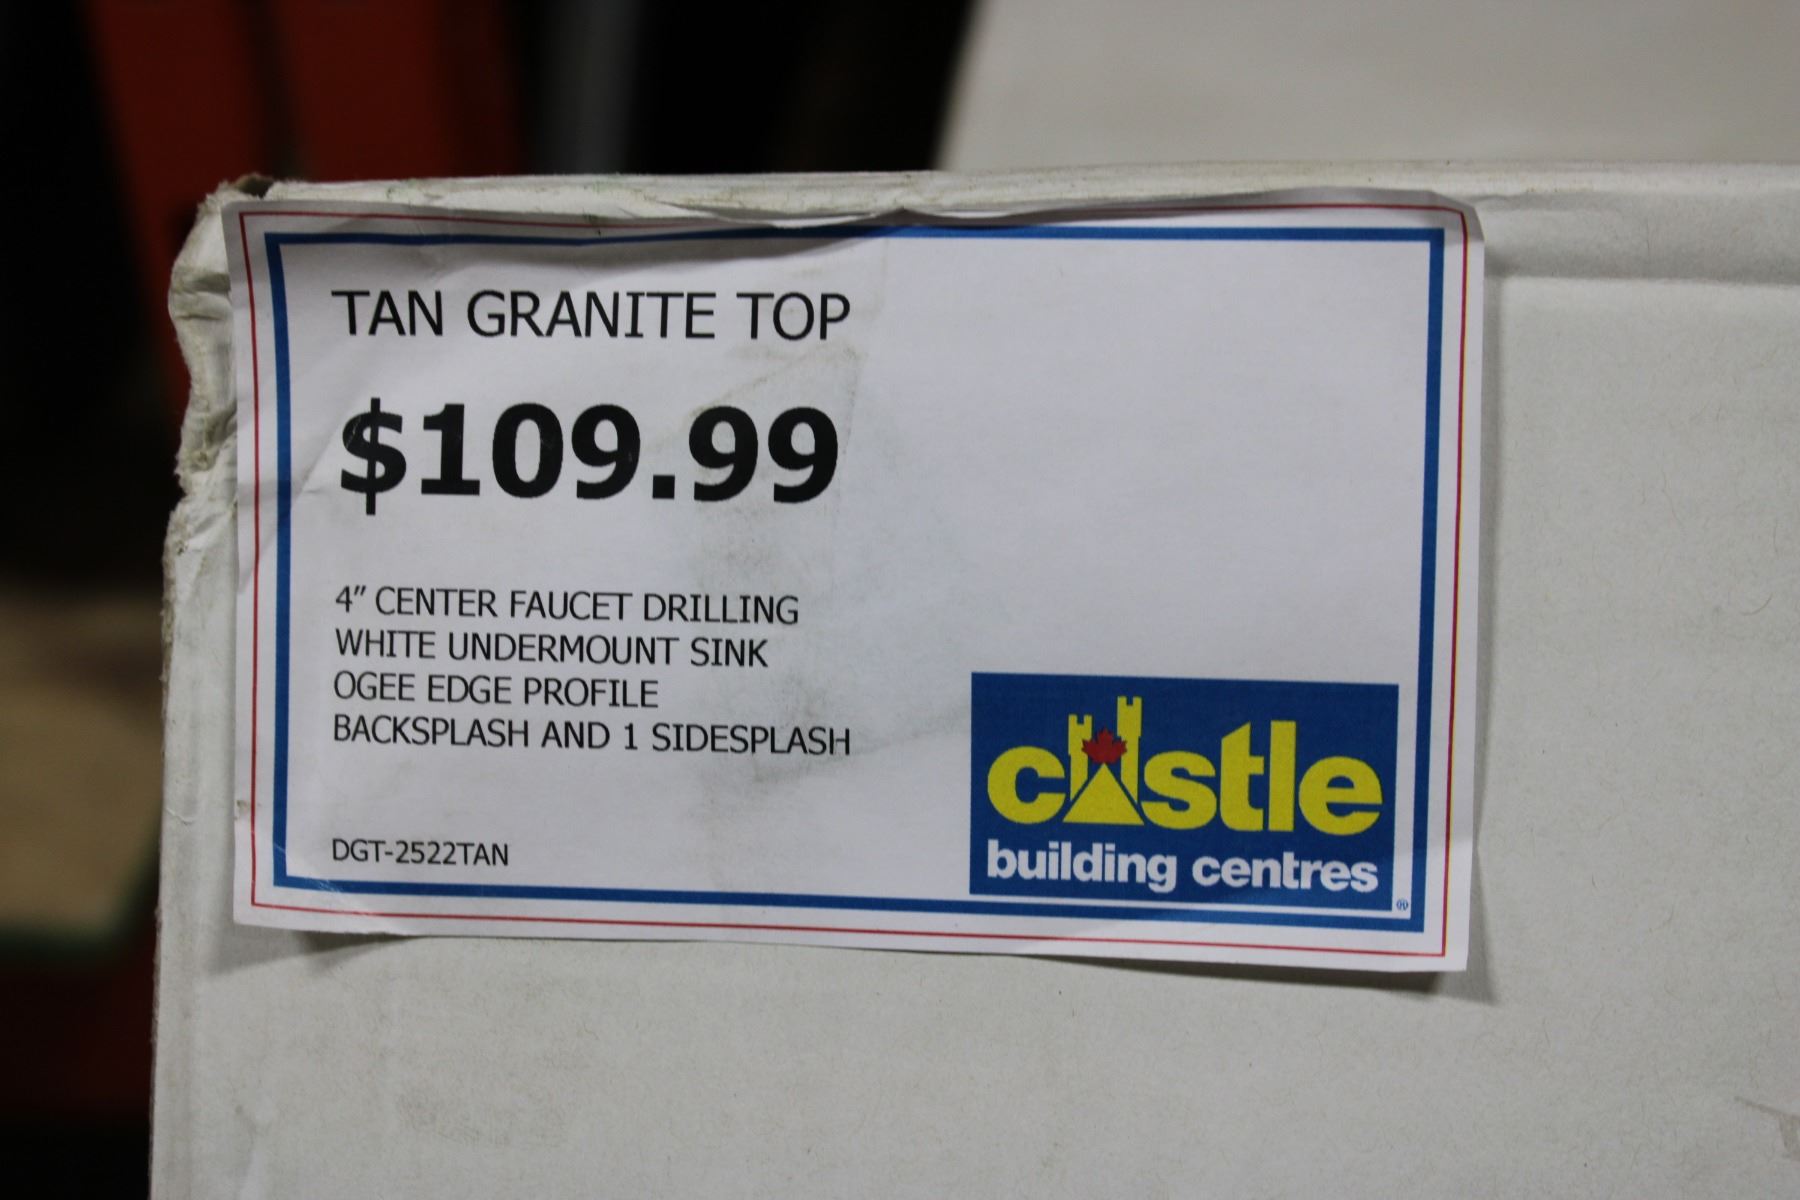 TAN GRANITE TOP
$109.99
4" CENTER FAUCET DRILLING
WHITE UNDERMOUNT SINK
OGEE EDGE PROFILE
BACKSPLASH AND 1 SIDESPLASH
DGT-2522TAN
castle
building centres
®